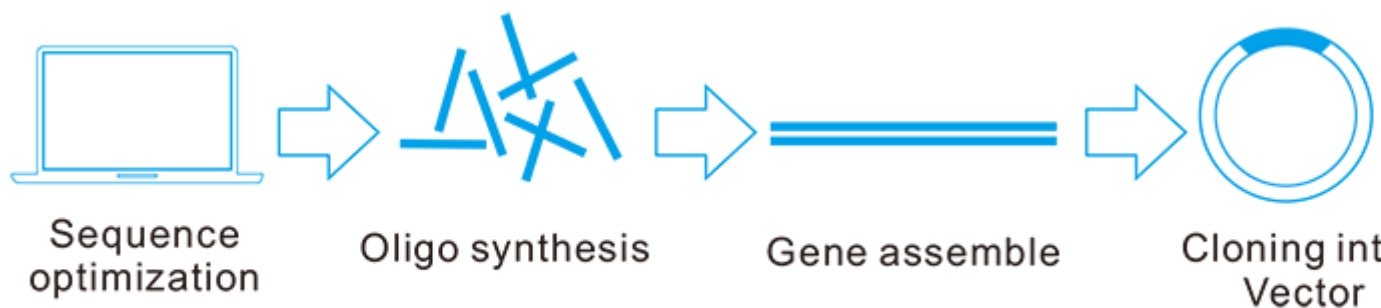 Sequence
optimization
Oligo synthesis
Gene assemble
Cloning int
Vector